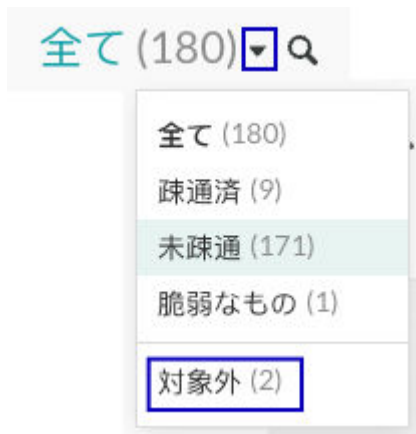 全て (180)
全て (180)
疎通済 (9)
未疎通 (171)
脆弱なもの (1)
対象外 (2)